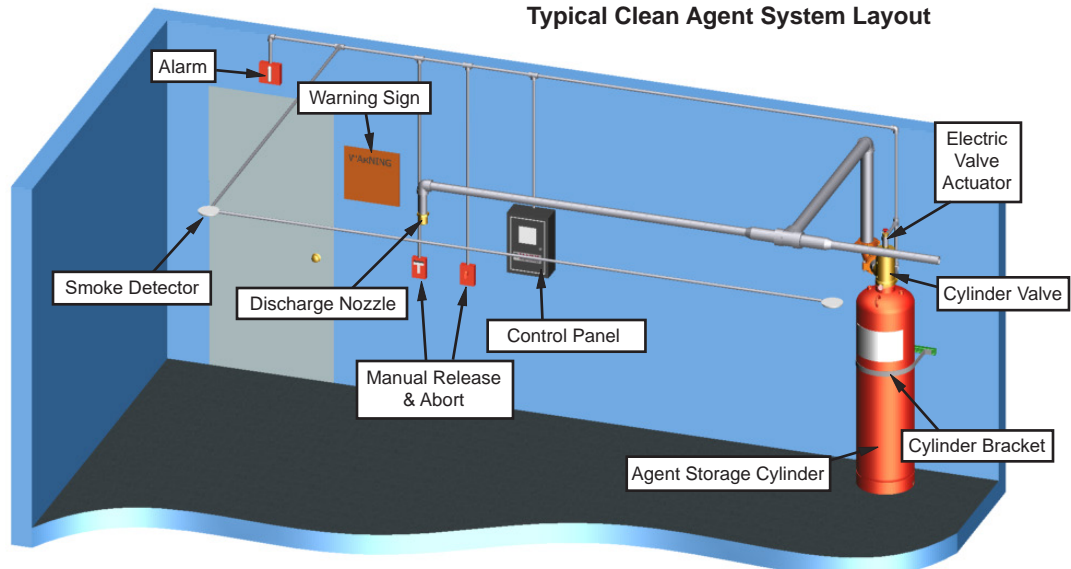 Typical Clean Agent System Layout
Alarm
Warning Sign
WARNING
Electric
Valve
Actuator
Smoke Detector
Discharge Nozzle
Control Panel
Cylinder Valve
Manual Release
& Abort
Cylinder Bracket
Agent Storage Cylinder